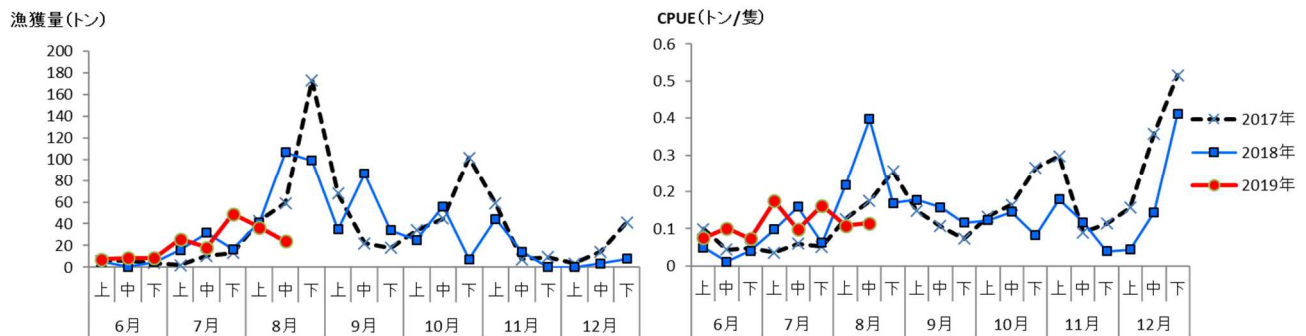 漁獲量(トン)
200
180
160
140
120
100
80
60
40
20
0
上 中 下 上 中 下 上 中 下 上 中 下 上 中 下 上 中 下 上 中 下
6月 7月 8月 9月 10月 11月 12月
CPUE(トン/隻)
0.6
0.5
0.4
0.3
0.2
0.1
0
上 中 下 上 中 下 上 中 下 上 中 下 上 中 下 上 中 下 上 中 下
6月 7月 8月 9月 10月 11月 12月
2017年
2018年
2019年